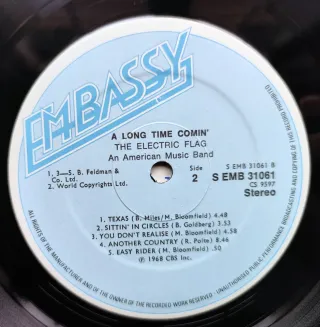 EMBASSY
A LONG TIME COMIN'
THE ELECTRIC FLAG
An American Music Band
1. 3—S. B. Feldman &
Co. Ltd.
2. World Copyrights Ltd.
Side
2
S EMB 31061 B
S EMB 31061
CS 9597
Stereo
1. TEXAS (B. Miles/M. Bloomfield) 4.48
2. SITTIN' IN CIRCLES (B. Goldberg) 3.53
3. YOU DON'T REALISE (M. Bloomfield) 4.58
4. ANOTHER COUNTRY (R. Polte) 8.46
5. EASY RIDER (M. Bloomfield) .50
℗ 1968 CBS Inc.
ALL RIGHTS OF THE MANUFACTURER AND OF THE OWNER OF THE RECORDED WORK RESERVED. UNAUTHORISED PUBLIC PERFORMANCE, BROADCASTING AND COPYING OF THIS RECORD PROHIBITED